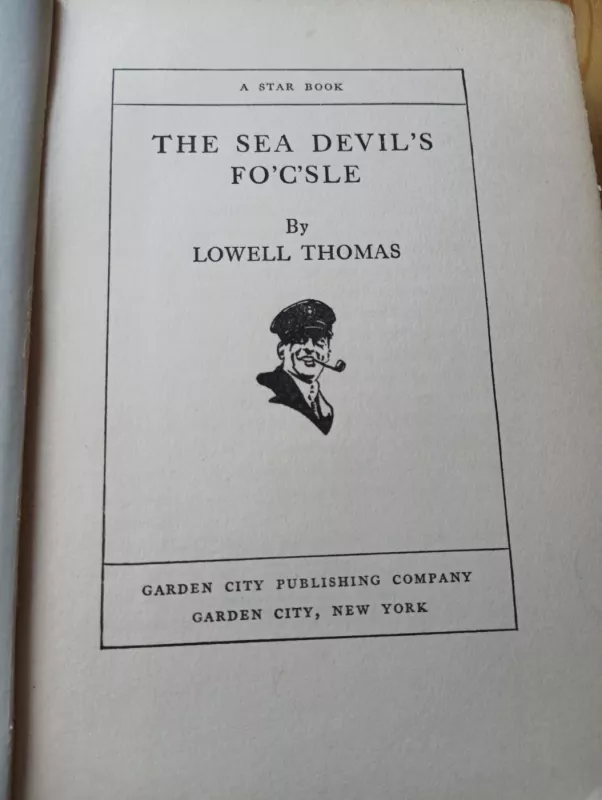 A STAR BOOK
THE SEA DEVIL'S
FO'C'SLE
By
LOWELL THOMAS
GARDEN CITY PUBLISHING COMPANY
GARDEN CITY, NEW YORK